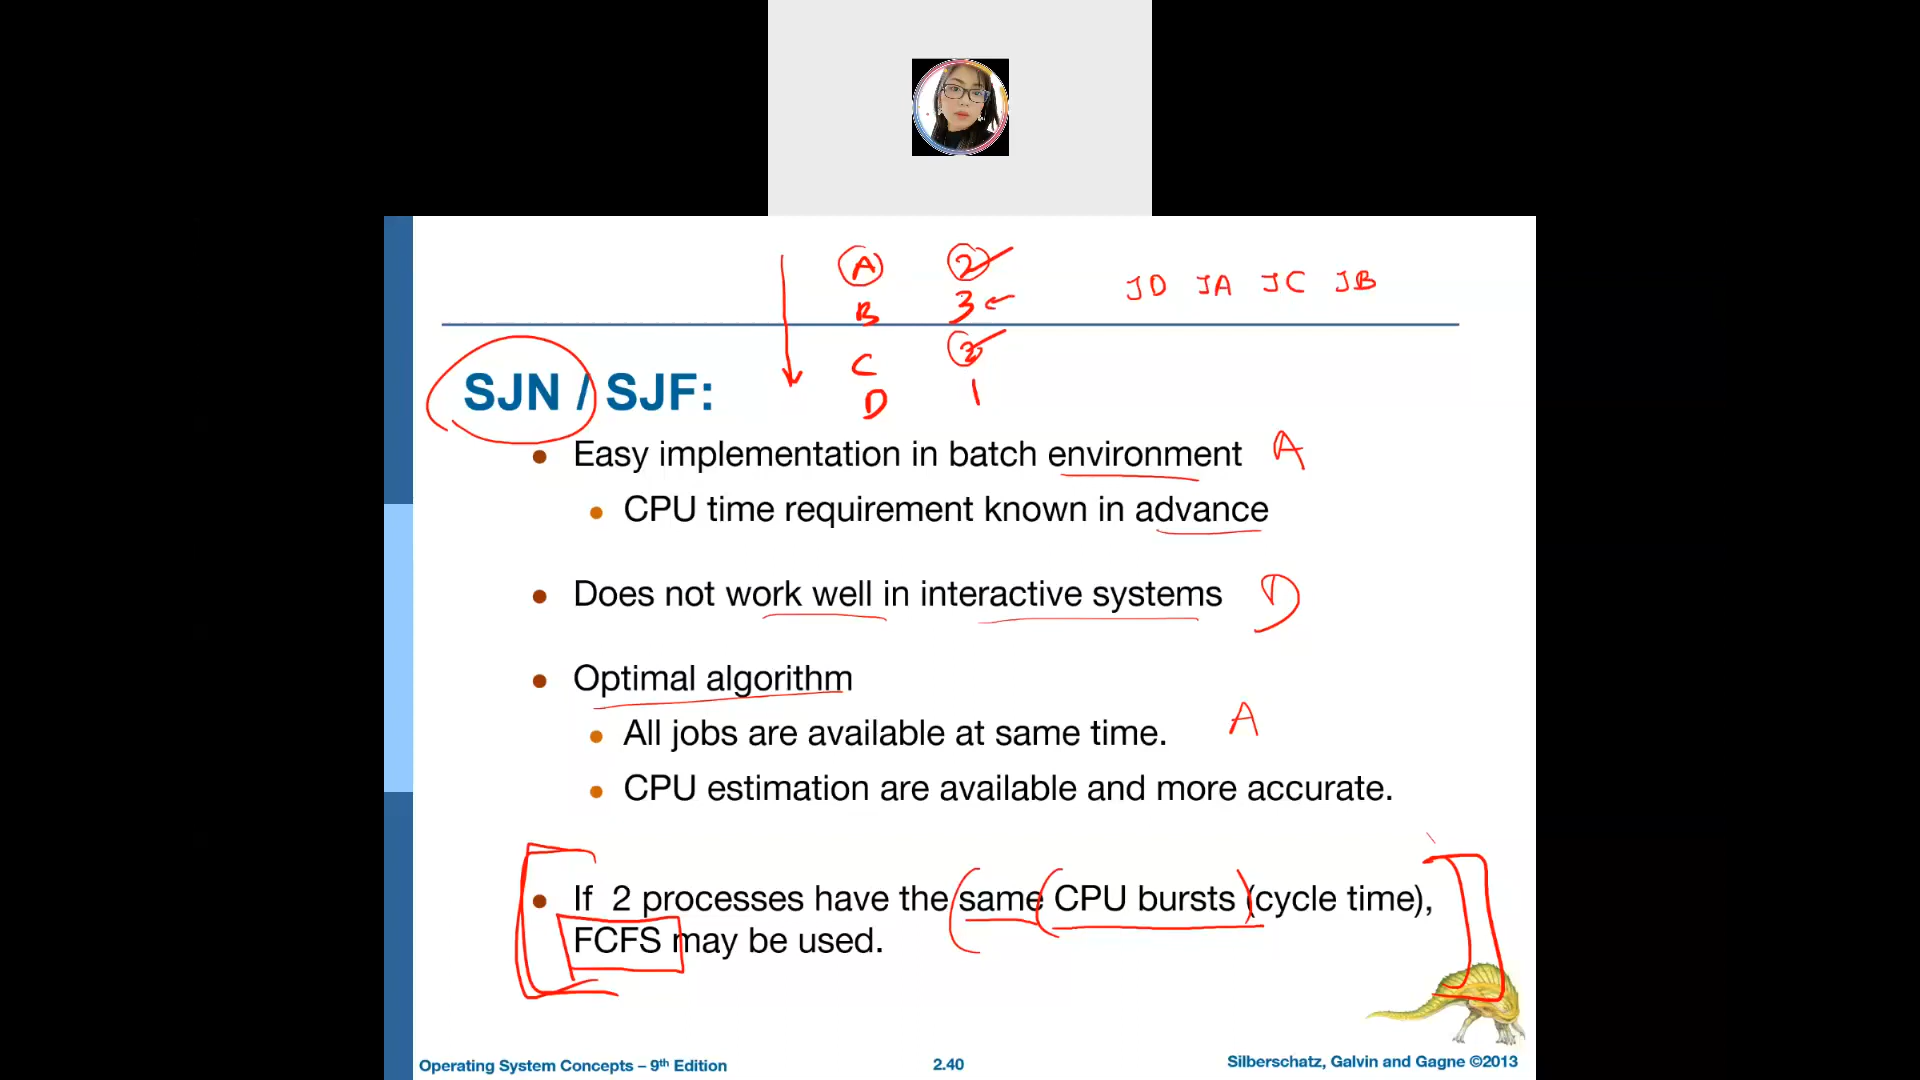 A 2
B 3
JD JA JC JB
C 2
D 1
SJN / SJF:
Easy implementation in batch environment A
CPU time requirement known in advance
Does not work well in interactive systems D
Optimal algorithm
All jobs are available at same time. A
CPU estimation are available and more accurate.
If 2 processes have the same CPU bursts (cycle time),
FCFS may be used.
Operating System Concepts – 9th Edition 2.40 Silberschatz, Galvin and Gagne ©2013